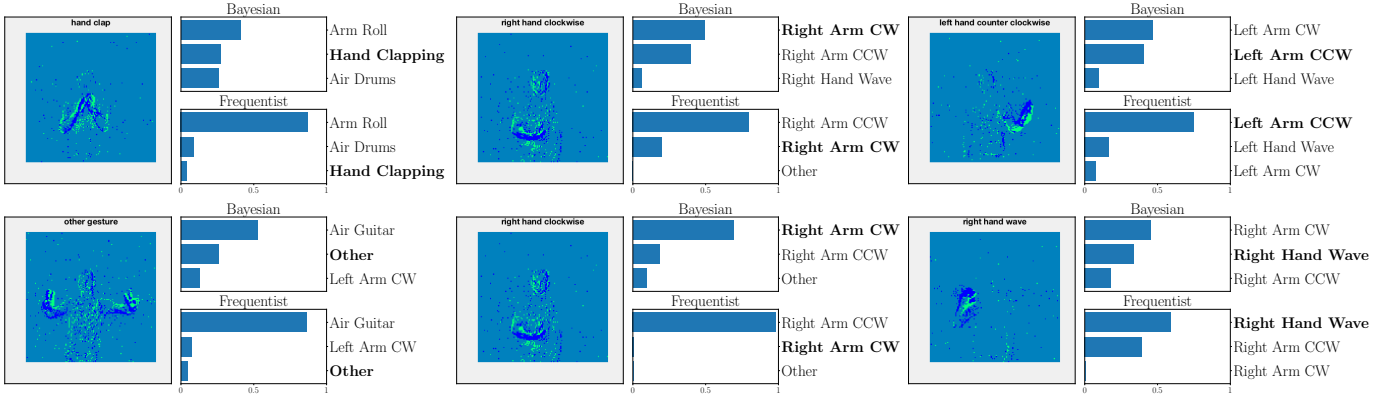 hand clap
Bayesian
Arm Roll
Hand Clapping
Air Drums
Frequentist
Arm Roll
Air Drums
Hand Clapping
0 0.5 1
right hand clockwise
Bayesian
Right Arm CW
Right Arm CCW
Right Hand Wave
Frequentist
Right Arm CCW
Right Arm CW
Other
0 0.5 1
left hand counter clockwise
Bayesian
Left Arm CW
Left Arm CCW
Left Hand Wave
Frequentist
Left Arm CCW
Left Hand Wave
Left Arm CW
0 0.5 1
other gesture
Bayesian
Air Guitar
Other
Left Arm CW
Frequentist
Air Guitar
Left Arm CW
Other
0 0.5 1
right hand clockwise
Bayesian
Right Arm CW
Right Arm CCW
Other
Frequentist
Right Arm CCW
Right Arm CW
Other
0 0.5 1
right hand wave
Bayesian
Right Arm CW
Right Hand Wave
Right Arm CCW
Frequentist
Right Hand Wave
Right Arm CCW
Right Arm CW
0 0.5 1